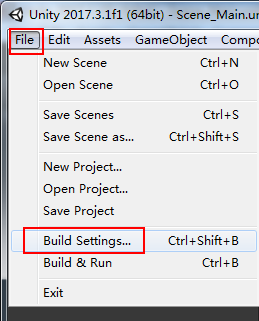 Unity 2017.3.1f1 (64bit) - Scene_Main.un
File Edit Assets GameObject Compo
New Scene Ctrl+N
Open Scene Ctrl+O
Save Scenes Ctrl+S
Save Scene as... Ctrl+Shift+S
New Project...
Open Project...
Save Project
Build Settings... Ctrl+Shift+B
Build & Run Ctrl+B
Exit